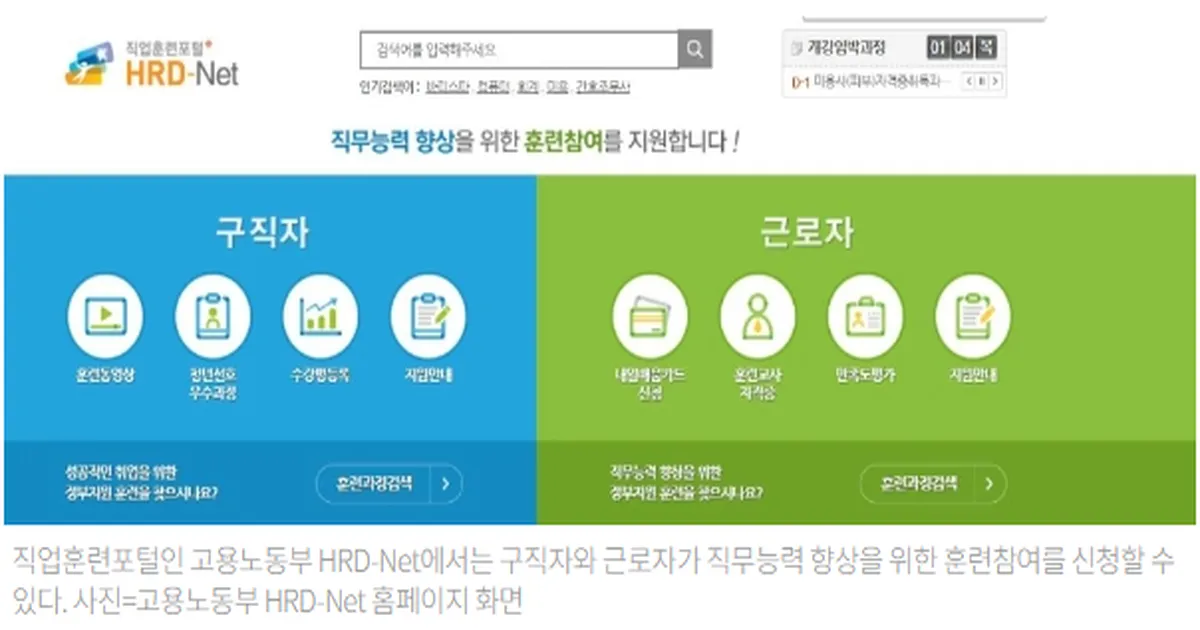 직업훈련포털
HRD-Net
검색어를 입력해주세요
인기검색어 : 바리스타, 컴퓨터, 회계, 미용, 간호조무사
개강임박과정 01 04 목
D-1 미용사(피부)자격증취득과…
직무능력 향상을 위한 훈련참여를 지원합니다!
구직자
훈련동영상
청년선호
우수과정
수강평등록
지원안내
성공적인 취업을 위한
정부지원 훈련을 찾으시나요?
훈련과정검색
근로자
내일배움카드
신청
훈련교사
자격증
만족도평가
지원안내
직무능력 향상을 위한
정부지원 훈련을 찾으시나요?
훈련과정검색
직업훈련포털인 고용노동부 HRD-Net에서는 구직자와 근로자가 직무능력 향상을 위한 훈련참여를 신청할 수
있다. 사진=고용노동부 HRD-Net 홈페이지 화면